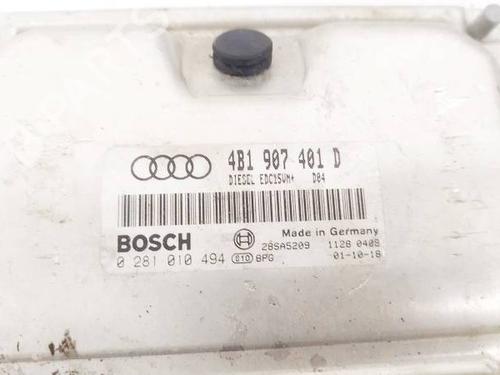 4B1 907 401 D
DIESEL EDC15VM+ D04
BOSCH
Made in Germany
28SA5209 1128 0408
0 281 010 494 010 BPG 01-10-18